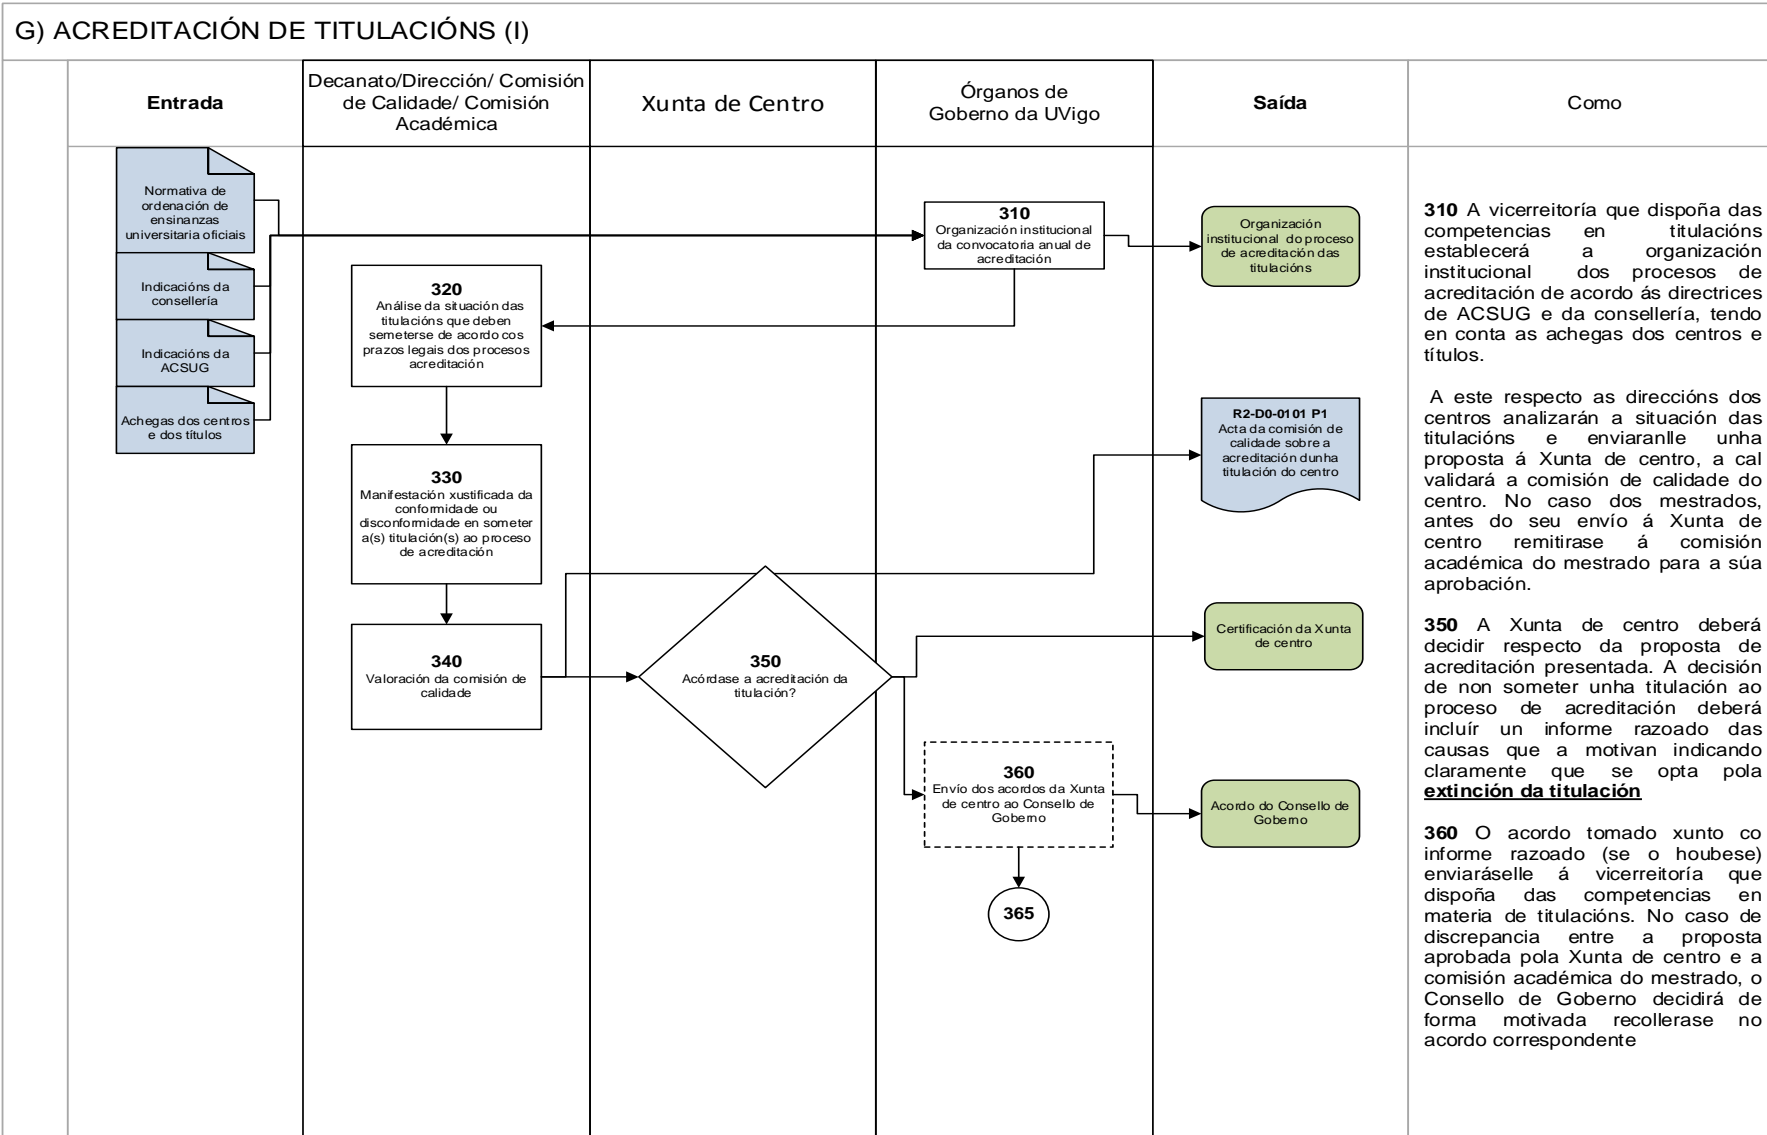 G) ACREDITACIÓN DE TITULACIÓNS (I)
Entrada
Decanato/Dirección/ Comisión
de Calidade/ Comisión
Académica
Xunta de Centro
Órganos de
Goberno da UVigo
Saída
Como
Normativa de
ordenación de
ensinanzas
universitaria oficiais
Indicacións da
consellería
Indicacións da
ACSUG
Achegas dos centros
e dos títulos
310
Organización institucional
da convocatoria anual de
acreditación
Organización
institucional do proceso
de acreditación das
titulacións
320
Análise da situación das
titulacións que deben
semeterse de acordo cos
prazos legais dos procesos
acreditación
330
Manifestación xustificada da
conformidade ou
disconformidade en someter
a(s) titulación(s) ao proceso
de acreditación
340
Valoración da comisión de
calidade
350
Acórdase a acreditación da
titulación?
R2-D0-0101 P1
Acta da comisión de
calidade sobre a
acreditación dunha
titulación do centro
Certificación da Xunta
de centro
360
Envío dos acordos da Xunta
de centro ao Consello de
Goberno
Acordo do Consello de
Goberno
365
310 A vicerreitoría que dispoña das
competencias en titulacións
establecerá a organización
institucional dos procesos de
acreditación de acordo ás directrices
de ACSUG e da consellería, tendo
en conta as achegas dos centros e
títulos.
A este respecto as direccións dos
centros analizarán a situación das
titulacións e enviaranlle unha
proposta á Xunta de centro, a cal
validará a comisión de calidade do
centro. No caso dos mestrados,
antes do seu envío á Xunta de
centro remitirase á comisión
académica do mestrado para a súa
aprobación.
350 A Xunta de centro deberá
decidir respecto da proposta de
acreditación presentada. A decisión
de non someter unha titulación ao
proceso de acreditación deberá
incluír un informe razoado das
causas que a motivan indicando
claramente que se opta pola
extinción da titulación
360 O acordo tomado xunto co
informe razoado (se o houbese)
enviaráselle á vicerreitoría que
dispoña das competencias en
materia de titulacións. No caso de
discrepancia entre a proposta
aprobada pola Xunta de centro e a
comisión académica do mestrado, o
Consello de Goberno decidirá de
forma motivada recollerase no
acordo correspondente